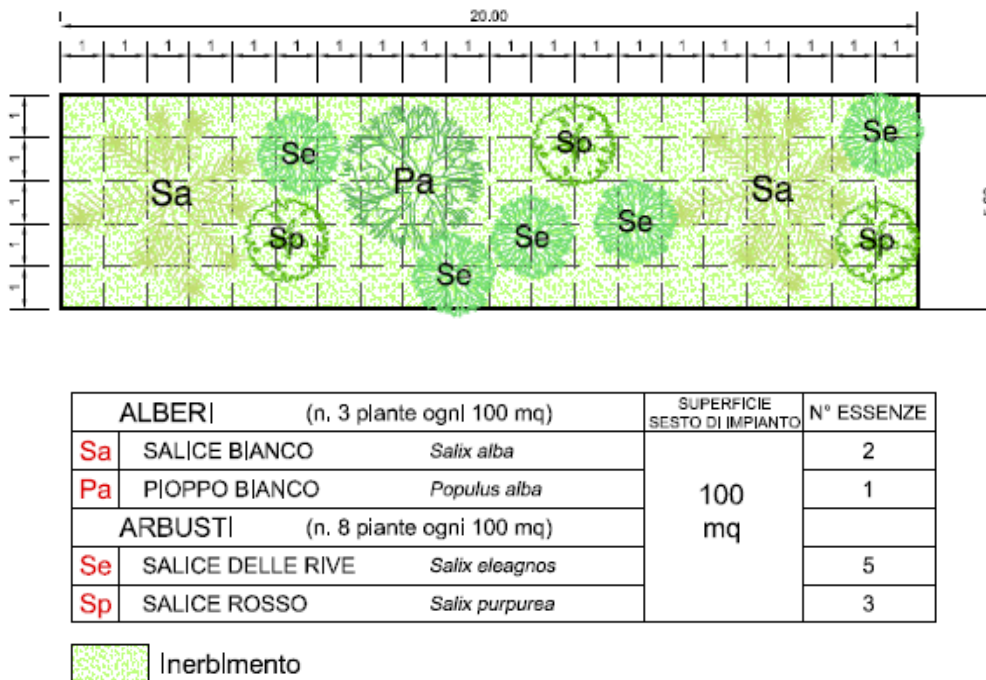 20.00
1 1 1 1 1 1 1 1 1 1 1 1 1 1 1 1 1 1 1 1
1
1
1
1
1
Sa
Se
Sp
Pa
Se
Se
Sp
Se
Sa
Se
Sp
ALBERI (n. 3 piante ogni 100 mq)
SUPERFICIE
SESTO DI IMPIANTO
N° ESSENZE
Sa SALICE BIANCO Salix alba 2
Pa PIOPPO BIANCO Populus alba 1
100
mq
ARBUSTI (n. 8 piante ogni 100 mq)
Se SALICE DELLE RIVE Salix eleagnos 5
Sp SALICE ROSSO Salix purpurea 3
Inerbimento